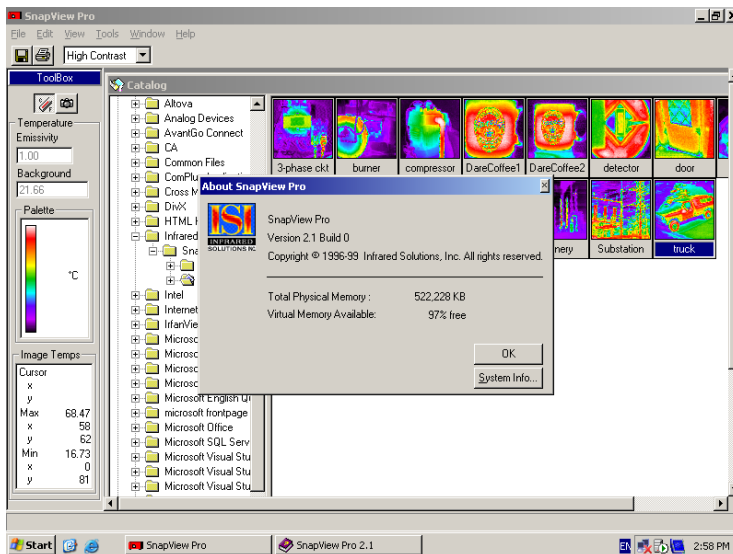 SnapView Pro
File Edit View Tools Window Help
High Contrast
ToolBox
Temperature
Emissivity
1.00
Background
21.66
Palette
°C
Image Temps
Cursor
x
y
Max 68.47
x 58
y 62
Min 16.73
x 0
y 81
Catalog
Altova
Analog Devices
AvantGo Connect
CA
Common Files
Cross
DivX
HTML
Infrared
Intel
Internet
Microsoft English
microsoft frontpage
Microsoft Office
Microsoft SQL Serv
Microsoft Visual Stu
Microsoft Visual Stu
Microsoft Visual Stu
3-phase ckt burner compressor DareCoffee1 DareCoffee2 detector door
Substation truck
About SnapView Pro
ISI
INFRARED
SOLUTIONS INC
SnapView Pro
Version 2.1 Build 0
Copyright © 1996-99 Infrared Solutions, Inc. All rights reserved.
Total Physical Memory : 522,228 KB
Virtual Memory Available: 97% free
OK
System Info...
Start SnapView Pro SnapView Pro 2.1 EN 2:58 PM